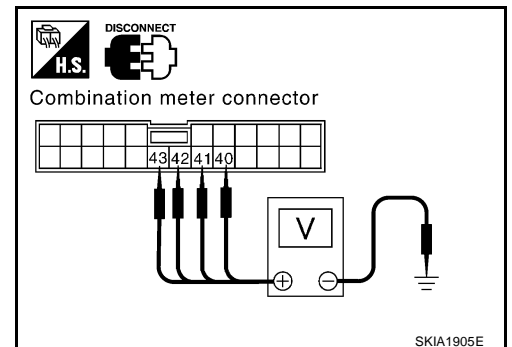 DISCONNECT
H.S.
Combination meter connector
43 42 41 40
V
+ −
SKIA1905E